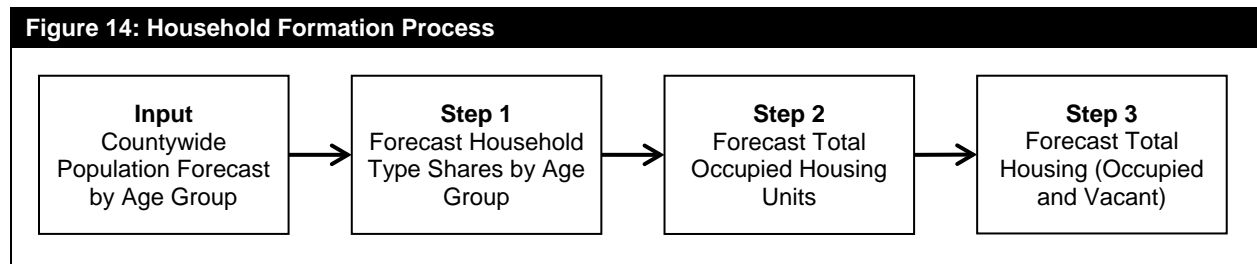 Figure 14: Household Formation Process
Input
Countywide
Population Forecast
by Age Group
Step 1
Forecast Household
Type Shares by Age
Group
Step 2
Forecast Total
Occupied Housing
Units
Step 3
Forecast Total
Housing (Occupied
and Vacant)